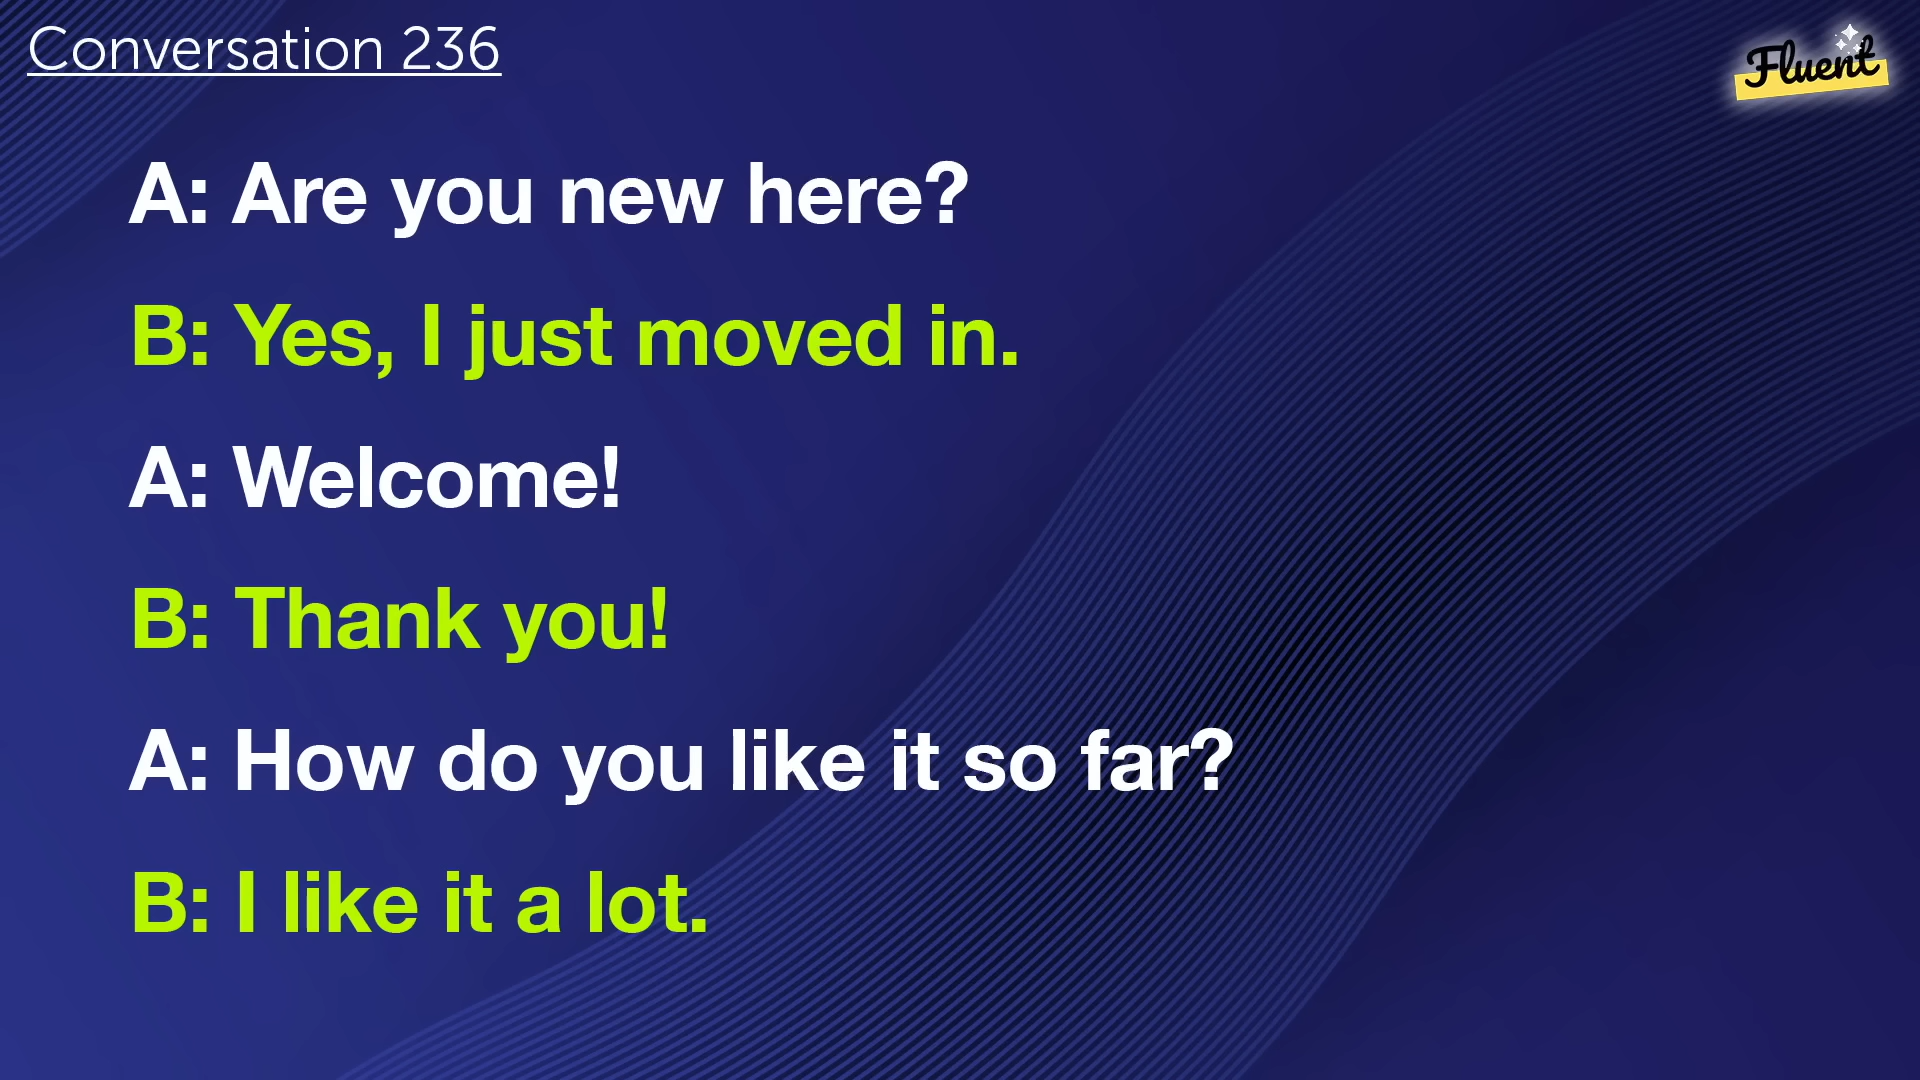 Conversation 236
Fluent
A: Are you new here?
B: Yes, I just moved in.
A: Welcome!
B: Thank you!
A: How do you like it so far?
B: I like it a lot.